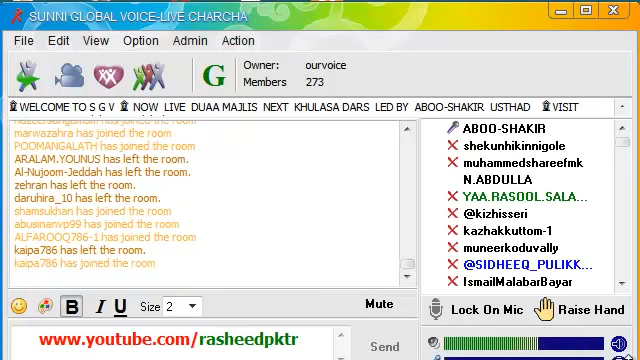 SUNNI GLOBAL VOICE-LIVE CHARCHA
File Edit View Option Admin Action
Owner: ourvoice
Members 273
G
WELCOME TO S G V NOW LIVE DUAA MAJLIS NEXT KHULASA DARS LED BY ABOO-SHAKIR USTHAD VISIT
marwazahra has joined the room
POOMANGALATH has joined the room
ARALAM.YOUNUS has left the room.
Al-Nujoom-Jeddah has left the room.
zehran has left the room.
daruhira_10 has left the room.
shamsukhan has joined the room
abusinanvp99 has joined the room
ALFAROOQ786-1 has joined the room
kaipa786 has left the room.
kaipa786 has joined the room
ABOO-SHAKIR
shekunhikinnigole
muhammedshareefmk
N.ABDULLA
YAA.RASOOL.SALA...
@kizhisseri
kazhakkuttom-1
muneerkoduvally
@SIDHEEQ_PULIKK...
IsmailMalabarBayar
B I U Size 2 Mute
Lock On Mic Raise Hand
www.youtube.com/rasheedpktr
Send